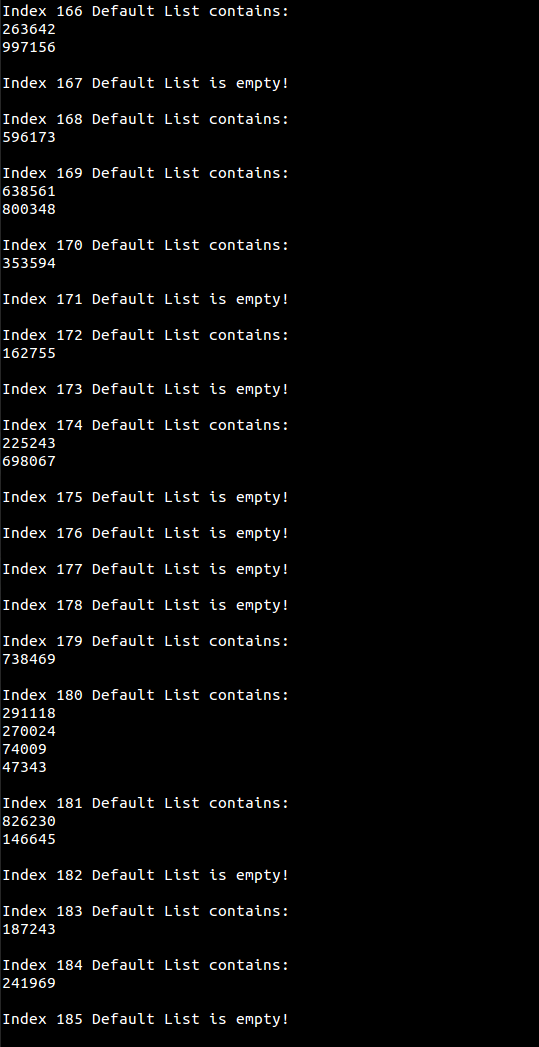 Index 166 Default List contains:
263642
997156
Index 167 Default List is empty!
Index 168 Default List contains:
596173
Index 169 Default List contains:
638561
800348
Index 170 Default List contains:
353594
Index 171 Default List is empty!
Index 172 Default List contains:
162755
Index 173 Default List is empty!
Index 174 Default List contains:
225243
698067
Index 175 Default List is empty!
Index 176 Default List is empty!
Index 177 Default List is empty!
Index 178 Default List is empty!
Index 179 Default List contains:
738469
Index 180 Default List contains:
291118
270024
74009
47343
Index 181 Default List contains:
826230
146645
Index 182 Default List is empty!
Index 183 Default List contains:
187243
Index 184 Default List contains:
241969
Index 185 Default List is empty!